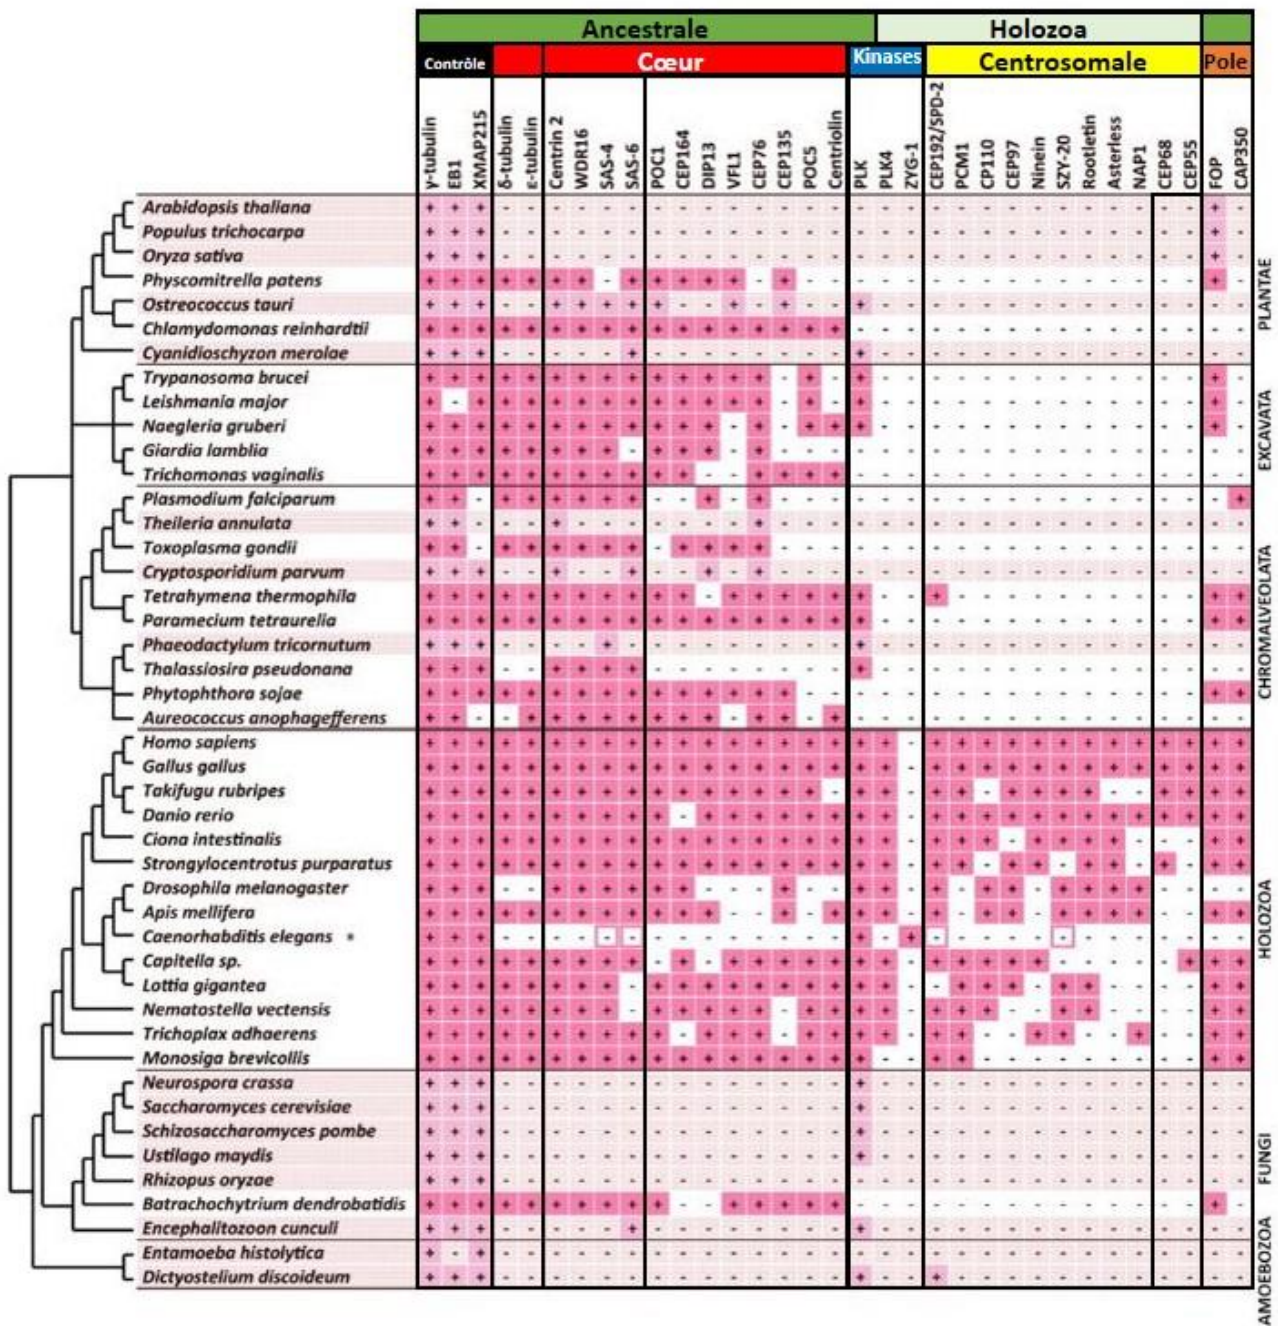 Ancestrale Holozoa
Contrôle Cœur Kinases Centrosomale Pole
γ-tubulin
EB1
XMAP215
δ-tubulin
ε-tubulin
Centrin 2
WDR16
SAS-4
SAS-6
POC1
CEP164
DIP13
VFL1
CEP76
CEP135
POC5
Centriolin
PLK
PLK4
ZYG-1
CEP192/SPD-2
PCM1
CP110
CEP97
Ninein
SZY-20
Rootletin
Asterless
NAP1
CEP68
CEP55
FOP
CAP350
Arabidopsis thaliana + + + - - - - - - - - - - - - - - - - - - - - - - - - - - - - + -
Populus trichocarpa + + + - - - - - - - - - - - - - - - - - - - - - - - - - - - - + -
Oryza sativa + + + - - - - - - - - - - - - - - - - - - - - - - - - - - - - + -
Physcomitrella patens + + + + + + + - + + + + + - + - - - - - - - - - - - - - - - - + -
Ostreococcus tauri + + + - - + + + + + - - + - + - - + - - - - - - - - - - - - - - -
Chlamydomonas reinhardtii + + + + + + + + + + + + + + + + + - - - - - - - - - - - - - - - -
Cyanidioschyzon merolae + + + - - - - - + - - - - - - - - + - - - - - - - - - - - - - - -
PLANTAE
Trypanosoma brucei + + + + + + + + + + + + + + - + - + - - - - - - - - - - - - - + -
Leishmania major + - + + + + + + + + + + + + - + - + - - - - - - - - - - - - - + -
Naegleria gruberi + + + + + + + + + + + + - + - + + + - - - - - - - - - - - - - + -
Giardia lamblia + + + + + + + + - + + + - + - - - - - - - - - - - - - - - - - - -
Trichomonas vaginalis + + + + + + + + + + + - - + + + + - - - - - - - - - - - - - - - -
EXCAVATA
Plasmodium falciparum + + - + + + + + + - - + - + - - - - - - - - - - - - - - - - - - +
Theileria annulata + + - - - + - - - - - - - + - - - - - - - - - - - - - - - - - - -
Toxoplasma gondii + + - + + + + + + - + + + + - - - - - - - - - - - - - - - - - - -
Cryptosporidium parvum + + + - - + - - + - - + - + - - - - - - - - - - - - - - - - - - -
Tetrahymena thermophila + + + + + + + + + + + - + + + + + + - - + - - - - - - - - - - + +
Paramecium tetraurelia + + + + + + + + + + + + + + + + + + - - - - - - - - - - - - - + +
Phaeodactylum tricornutum + + + - - - - + - - - - - - - - - + - - - - - - - - - - - - - - -
Thalassiosira pseudonana + + + - - + + + + - - - - - - - - + - - - - - - - - - - - - - - -
Phytophthora sojae + + + + + + + + + + + + + + + - - - - - - - - - - - - - - - - + +
Aureococcus anophagefferens + + - - + + + + + + + + - + + - + - - - - - - - - - - - - - - - -
CHROMALVEOLATA
Homo sapiens + + + + + + + + + + + + + + + + + + + - + + + + + + + + + + + + +
Gallus gallus + + + + + + + + + + + + + + + + + + + - + + + + + + + + + + + + +
Takifugu rubripes + + + + + + + + + + + + + + + + - + + - + + - + + + + - - + + + +
Danio rerio + + + + + + + + + + - + + + + + + + + - + + + + + + + + + + + + +
Ciona intestinalis + + + + + + + + + + + + + + + + + + + - + + + - + + + + - - - + +
Strongylocentrotus purparatus + + + + + + + + + + + + + + + + + + + - + + - + + - + + - + - + +
Drosophila melanogaster + + + - - + + + + + + - - - + - - + + - + - + + - + + + + - - - -
Apis mellifera + + + + + + + + + + + + - - + - + + + - + - + + - + + + + - - + +
Caenorhabditis elegans * + + + - - - - - - - - - - - - - - + - + - - - - - - - - - - - - -
Capitella sp. + + + + + + + + + - + - + + + + + + + - + + + + + - - - - - + + +
Lottia gigantea + + + + + + + + - + + + + + + + + + + - - + + + - + + - - - - + +
Nematostella vectensis + + + + + + + + - + + + + + - + + + + - + + + - - + + - - - - + +
Trichoplax adhaerens + + + + + + + + + + - + + + - + + + + - + + - - + + - - + - - + +
Monosiga brevicollis + + + + + + + + + + + + + + + + + + - - + + - - - - - - - - - + +
HOLOZOA
Neurospora crassa + + + - - - - - - - - - - - - - - + - - - - - - - - - - - - - - -
Saccharomyces cerevisiae + + + - - - - - - - - - - - - - - + - - - - - - - - - - - - - - -
Schizosaccharomyces pombe + + + - - - - - - - - - - - - - - + - - - - - - - - - - - - - - -
Ustilago maydis + + + - - - - - - - - - - - - - - + - - - - - - - - - - - - - - -
Rhizopus oryzae + + + - - - - - - - - - - - - - - - - - - - - - - - - - - - - - -
Batrachochytrium dendrobatidis + + + + + + + + + + - - + + + + + - - - - - - - - - - - - - - + -
Encephalitozoon cunculi + + + - - - - - + - - - - - - - - + - - - - - - - - - - - - - - -
FUNGI
Entamoeba histolytica + - + - - - - - - - - - - - - - - - - - - - - - - - - - - - - - -
Dictyostelium discoideum + + + - - - - - - - - - - - - - - + - - + - - - - - - - - - - - -
AMOEBOZOA